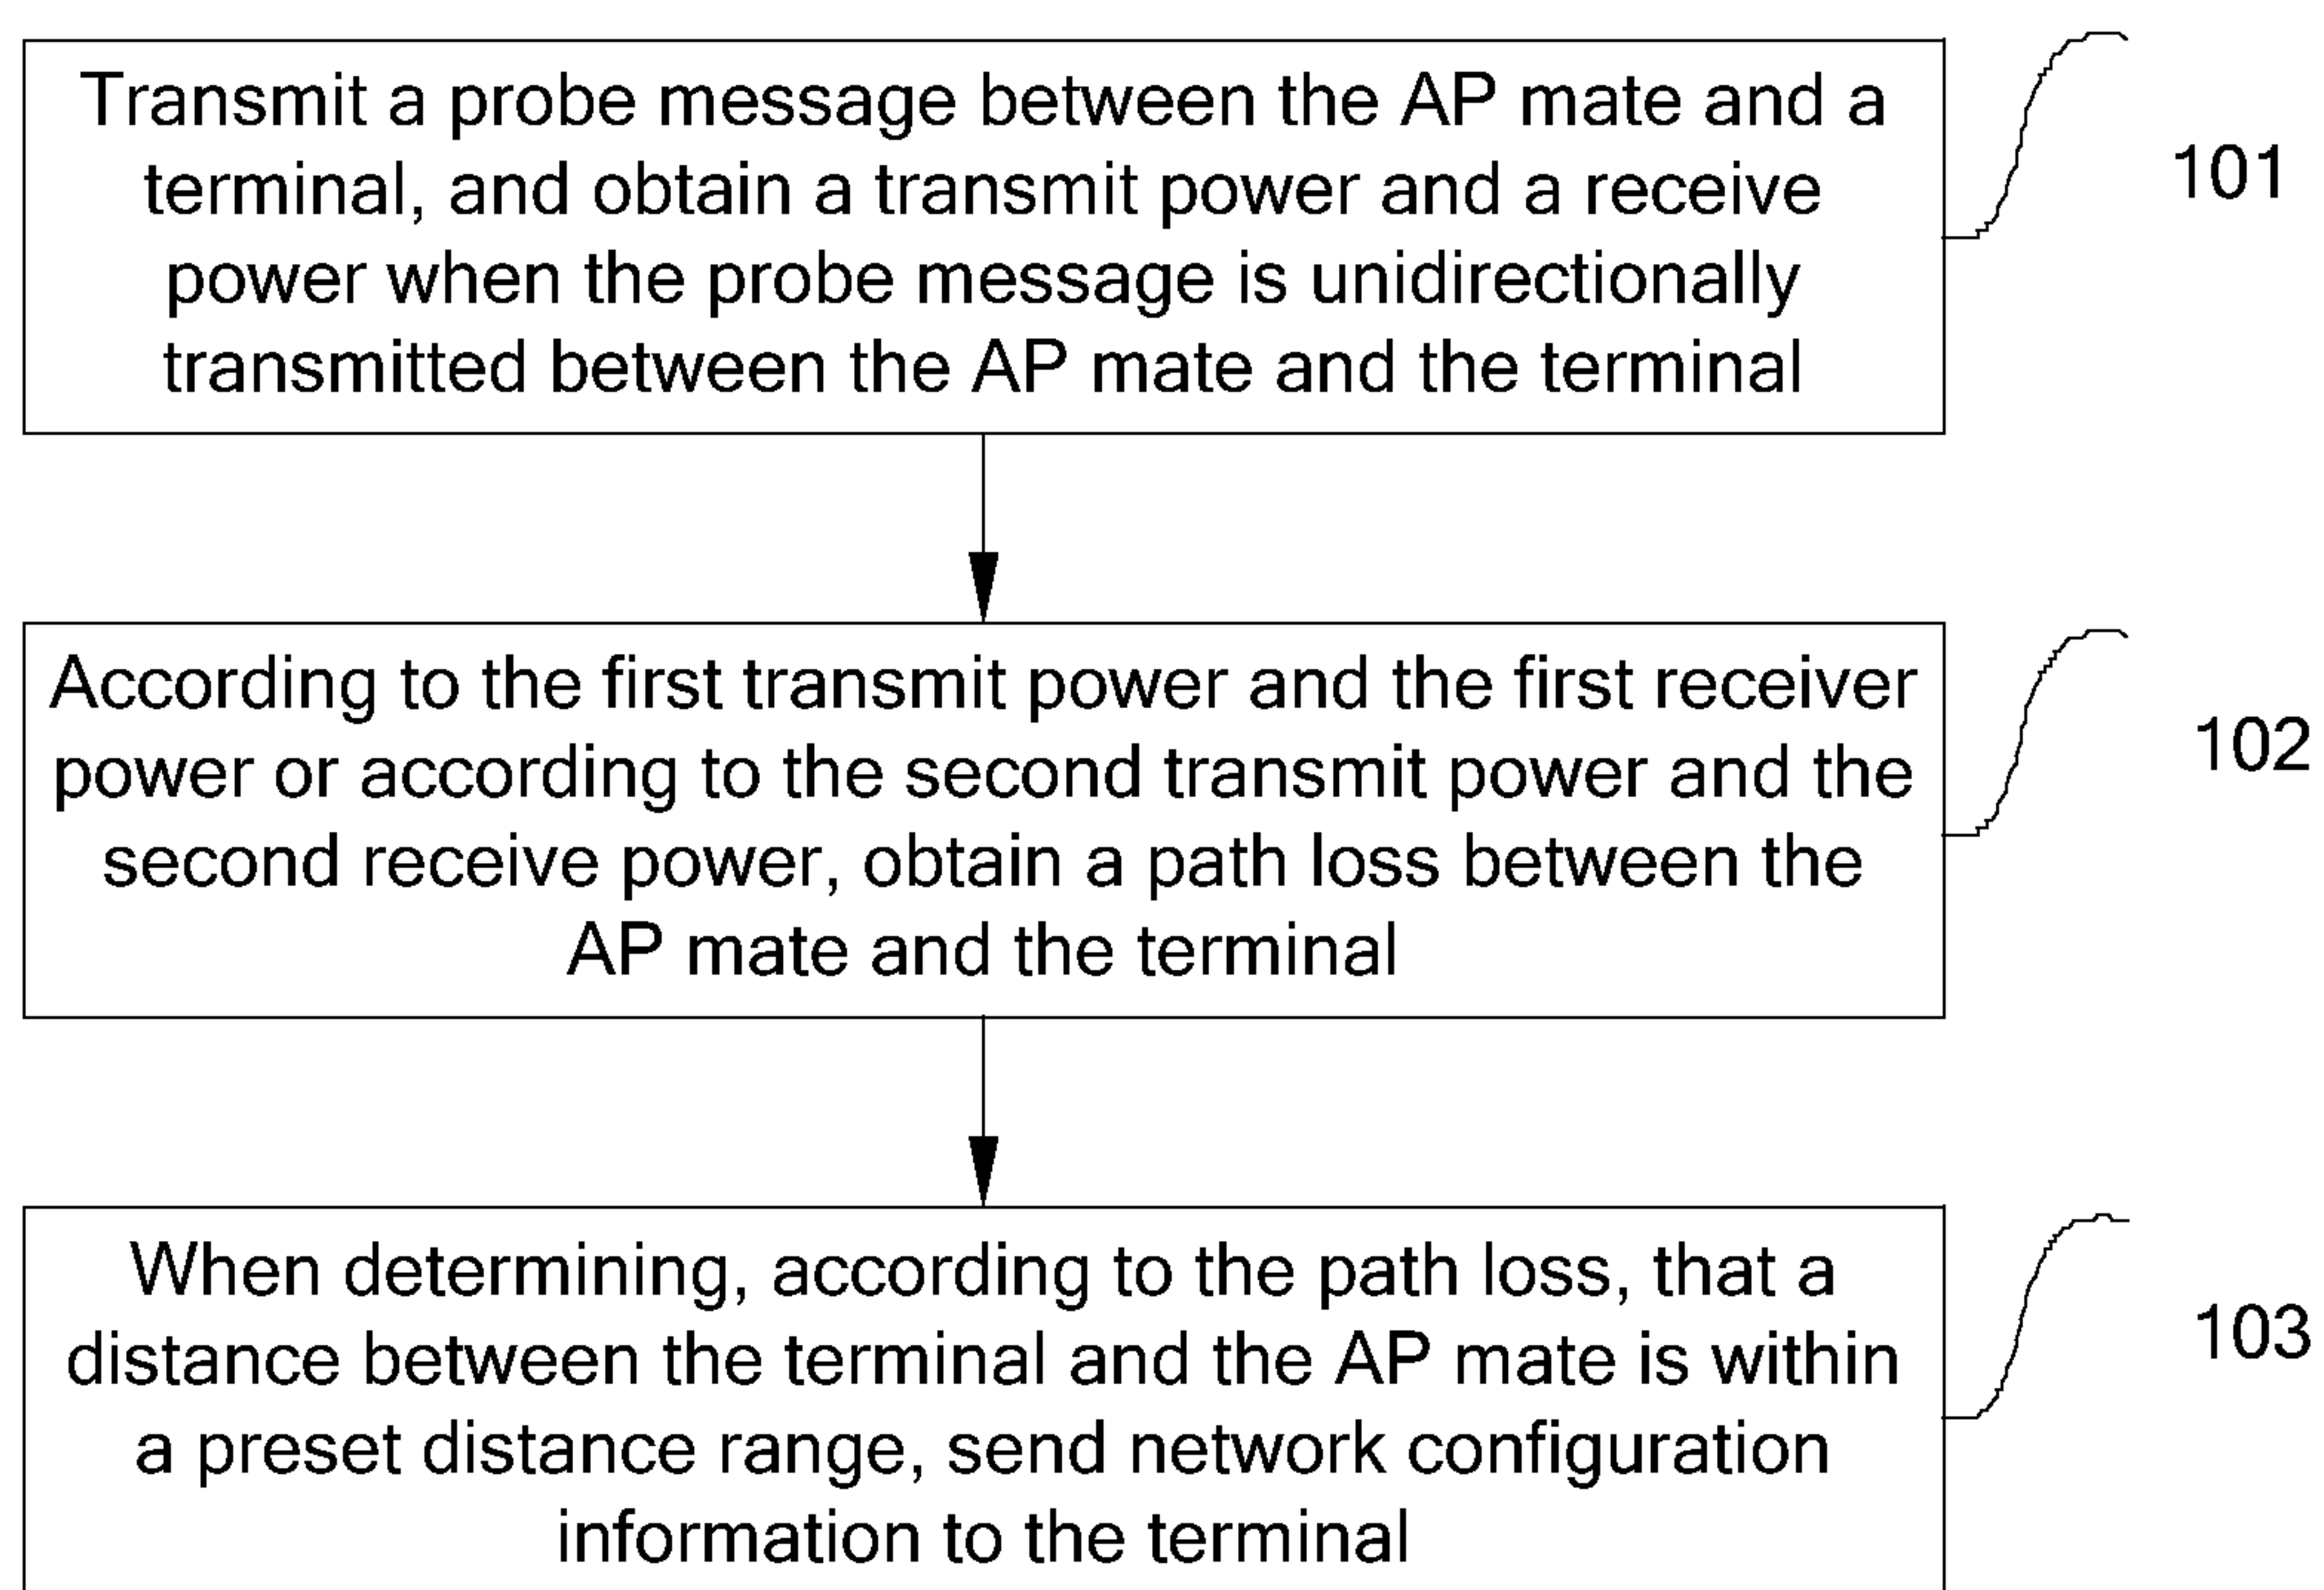 Transmit a probe message between the AP mate and a
terminal, and obtain a transmit power and a receive
power when the probe message is unidirectionally
transmitted between the AP mate and the terminal
101
According to the first transmit power and the first receiver
power or according to the second transmit power and the
second receive power, obtain a path loss between the
AP mate and the terminal
102
When determining, according to the path loss, that a
distance between the terminal and the AP mate is within
a preset distance range, send network configuration
information to the terminal
103